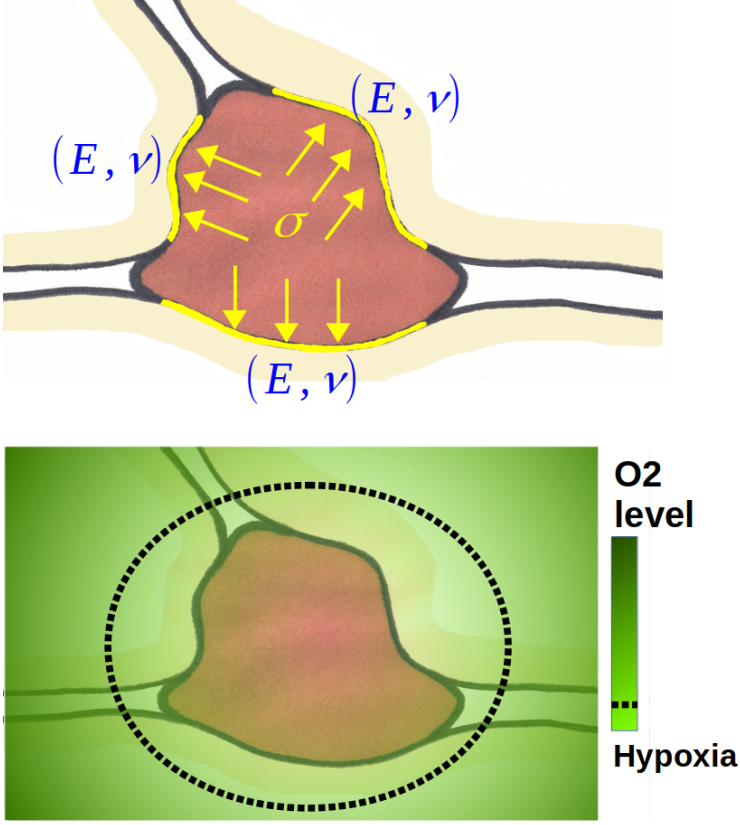 (E, ν)
(E, ν)
σ
(E, ν)
O2
level
Hypoxia